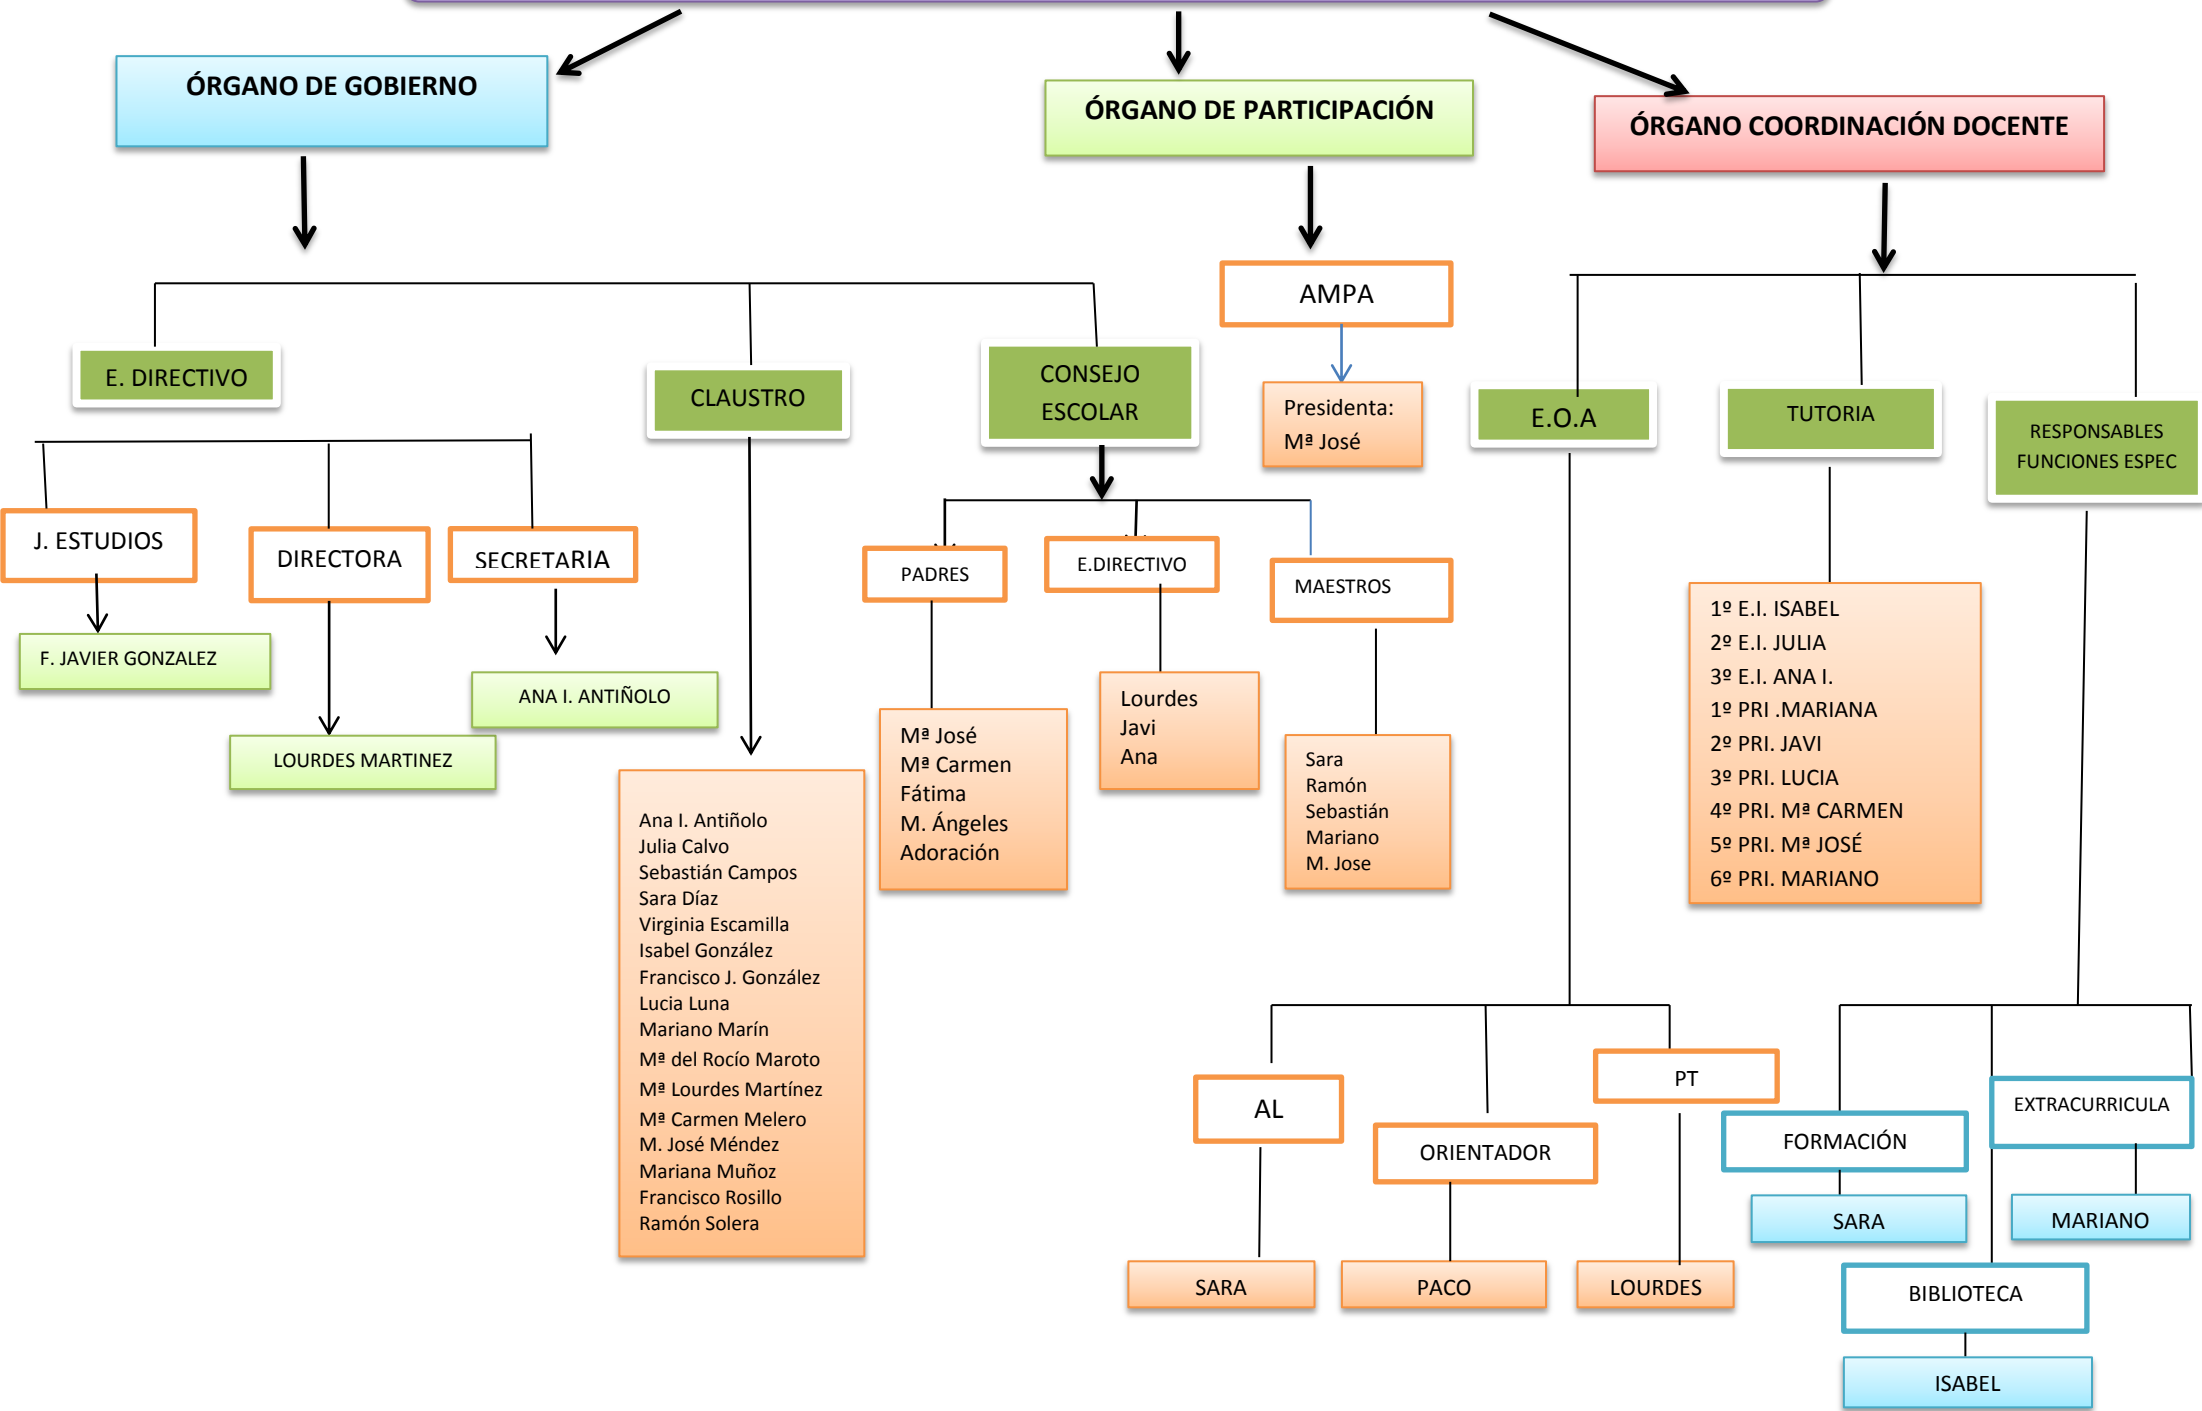 ÓRGANO DE GOBIERNO
ÓRGANO DE PARTICIPACIÓN
ÓRGANO COORDINACIÓN DOCENTE
E. DIRECTIVO
CLAUSTRO
CONSEJO
ESCOLAR
AMPA
Presidenta:
Mª José
E.O.A
TUTORIA
RESPONSABLES
FUNCIONES ESPEC
J. ESTUDIOS
DIRECTORA
SECRETARIA
F. JAVIER GONZALEZ
LOURDES MARTINEZ
ANA I. ANTIÑOLO
Ana I. Antiñolo
Julia Calvo
Sebastián Campos
Sara Díaz
Virginia Escamilla
Isabel González
Francisco J. González
Lucia Luna
Mariano Marín
Mª del Rocío Maroto
Mª Lourdes Martínez
Mª Carmen Melero
M. José Méndez
Mariana Muñoz
Francisco Rosillo
Ramón Solera
PADRES
E.DIRECTIVO
MAESTROS
Mª José
Mª Carmen
Fátima
M. Ángeles
Adoración
Lourdes
Javi
Ana
Sara
Ramón
Sebastián
Mariano
M. Jose
1º E.I. ISABEL
2º E.I. JULIA
3º E.I. ANA I.
1º PRI .MARIANA
2º PRI. JAVI
3º PRI. LUCIA
4º PRI. Mª CARMEN
5º PRI. Mª JOSÉ
6º PRI. MARIANO
AL
ORIENTADOR
PT
SARA
PACO
LOURDES
FORMACIÓN
EXTRACURRICULA
SARA
MARIANO
BIBLIOTECA
ISABEL